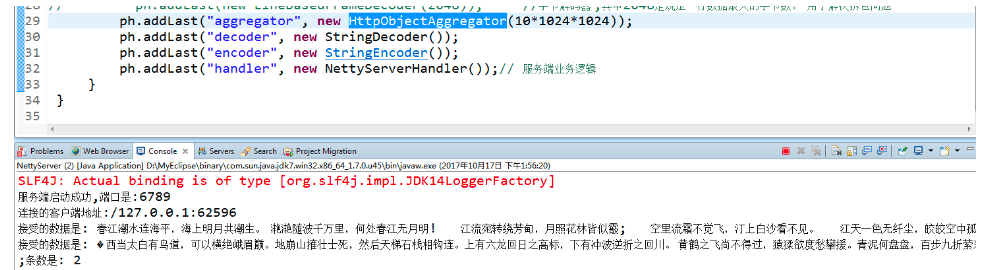 29 ph.addLast("aggregator", new HttpObjectAggregator(10*1024*1024));
30 ph.addLast("decoder", new StringDecoder());
31 ph.addLast("encoder", new StringEncoder());
32 ph.addLast("handler", new NettyServerHandler());// 服务端业务逻辑
33 }
34 }
35
Problems Web Browser Console Servers Search Project Migration
NettyServer (2) [Java Application] D:\MyEclipse\binary\com.sun.java.jdk7.win32.x86_64_1.7.0.u45\bin\javaw.exe (2017年10月17日 下午1:56:20)
SLF4J: Actual binding is of type [org.slf4j.impl.JDK14LoggerFactory]
服务端启动成功,端口是:6789
连接的客户端地址:/127.0.0.1:62596
接受的数据是: 春江潮水连海平，海上明月共潮生。 滟滟随波千万里，何处春江无月明! 江流宛转绕芳甸，月照花林皆似霰; 空里流霜不觉飞，汀上白沙看不见。 江天一色无纤尘，皎皎空中孤
接受的数据是: �西当太白有鸟道，可以横绝峨眉巅。地崩山摧壮士死，然后天梯石栈相钩连。上有六龙回日之高标，下有冲波逆折之回川。 黄鹤之飞尚不得过，猿猱欲度愁攀援。青泥何盘盘，百步九折萦
;条数是: 2